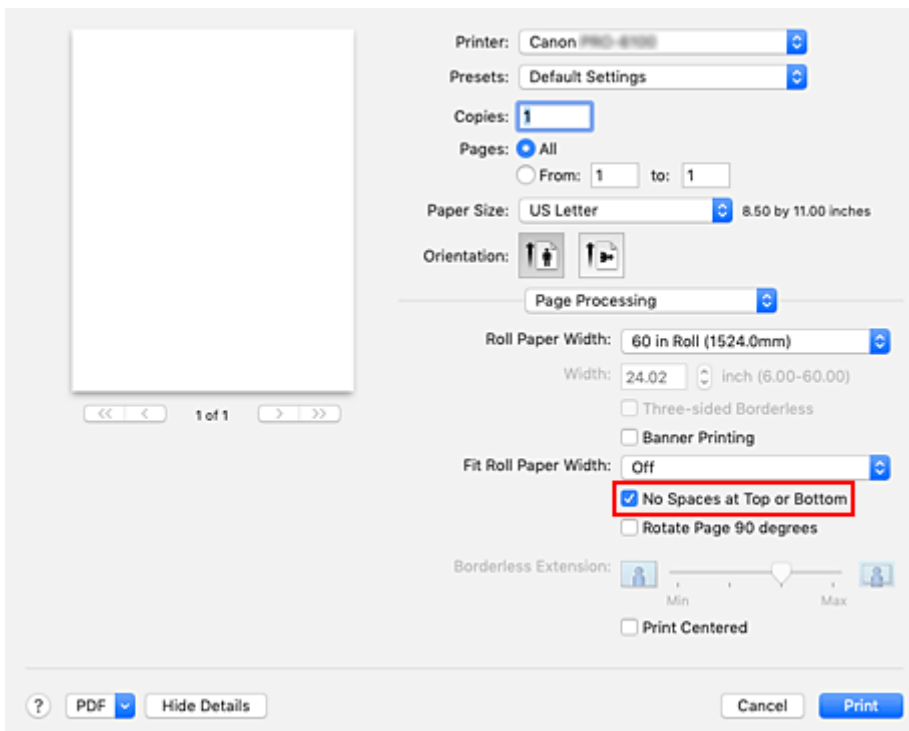 Printer: Canon
Presets: Default Settings
Copies: 1
Pages: All
From: 1 to: 1
Paper Size: US Letter 8.50 by 11.00 inches
Orientation:
Page Processing
Roll Paper Width: 60 in Roll (1524.0mm)
Width: 24.02 inch (6.00-60.00)
<< < 1 of 1 > >>
Three-sided Borderless
Banner Printing
Fit Roll Paper Width: Off
No Spaces at Top or Bottom
Rotate Page 90 degrees
Borderless Extension:
Min Max
Print Centered
? PDF Hide Details Cancel Print